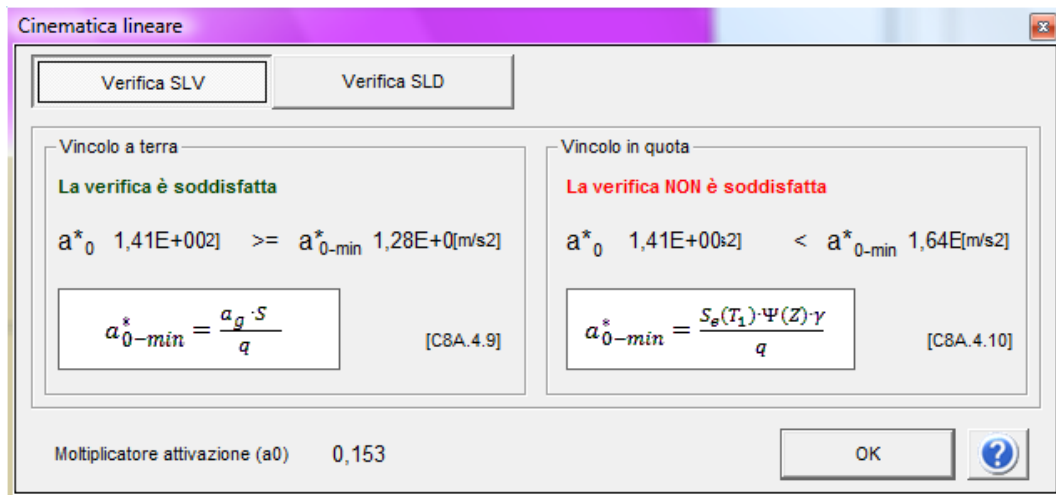 Cinematica lineare
Verifica SLV
Verifica SLD
Vincolo a terra
La verifica è soddisfatta
a*₀ 1,41E+002] >= a*₀₋min 1,28E+0[m/s2]
a*₀₋min = a_g·S / q
[C8A.4.9]
Vincolo in quota
La verifica NON è soddisfatta
a*₀ 1,41E+00s2] < a*₀₋min 1,64E[m/s2]
a*₀₋min = S_e(T₁)·Ψ(Z)·γ / q
[C8A.4.10]
Moltiplicatore attivazione (a0) 0,153
OK
?